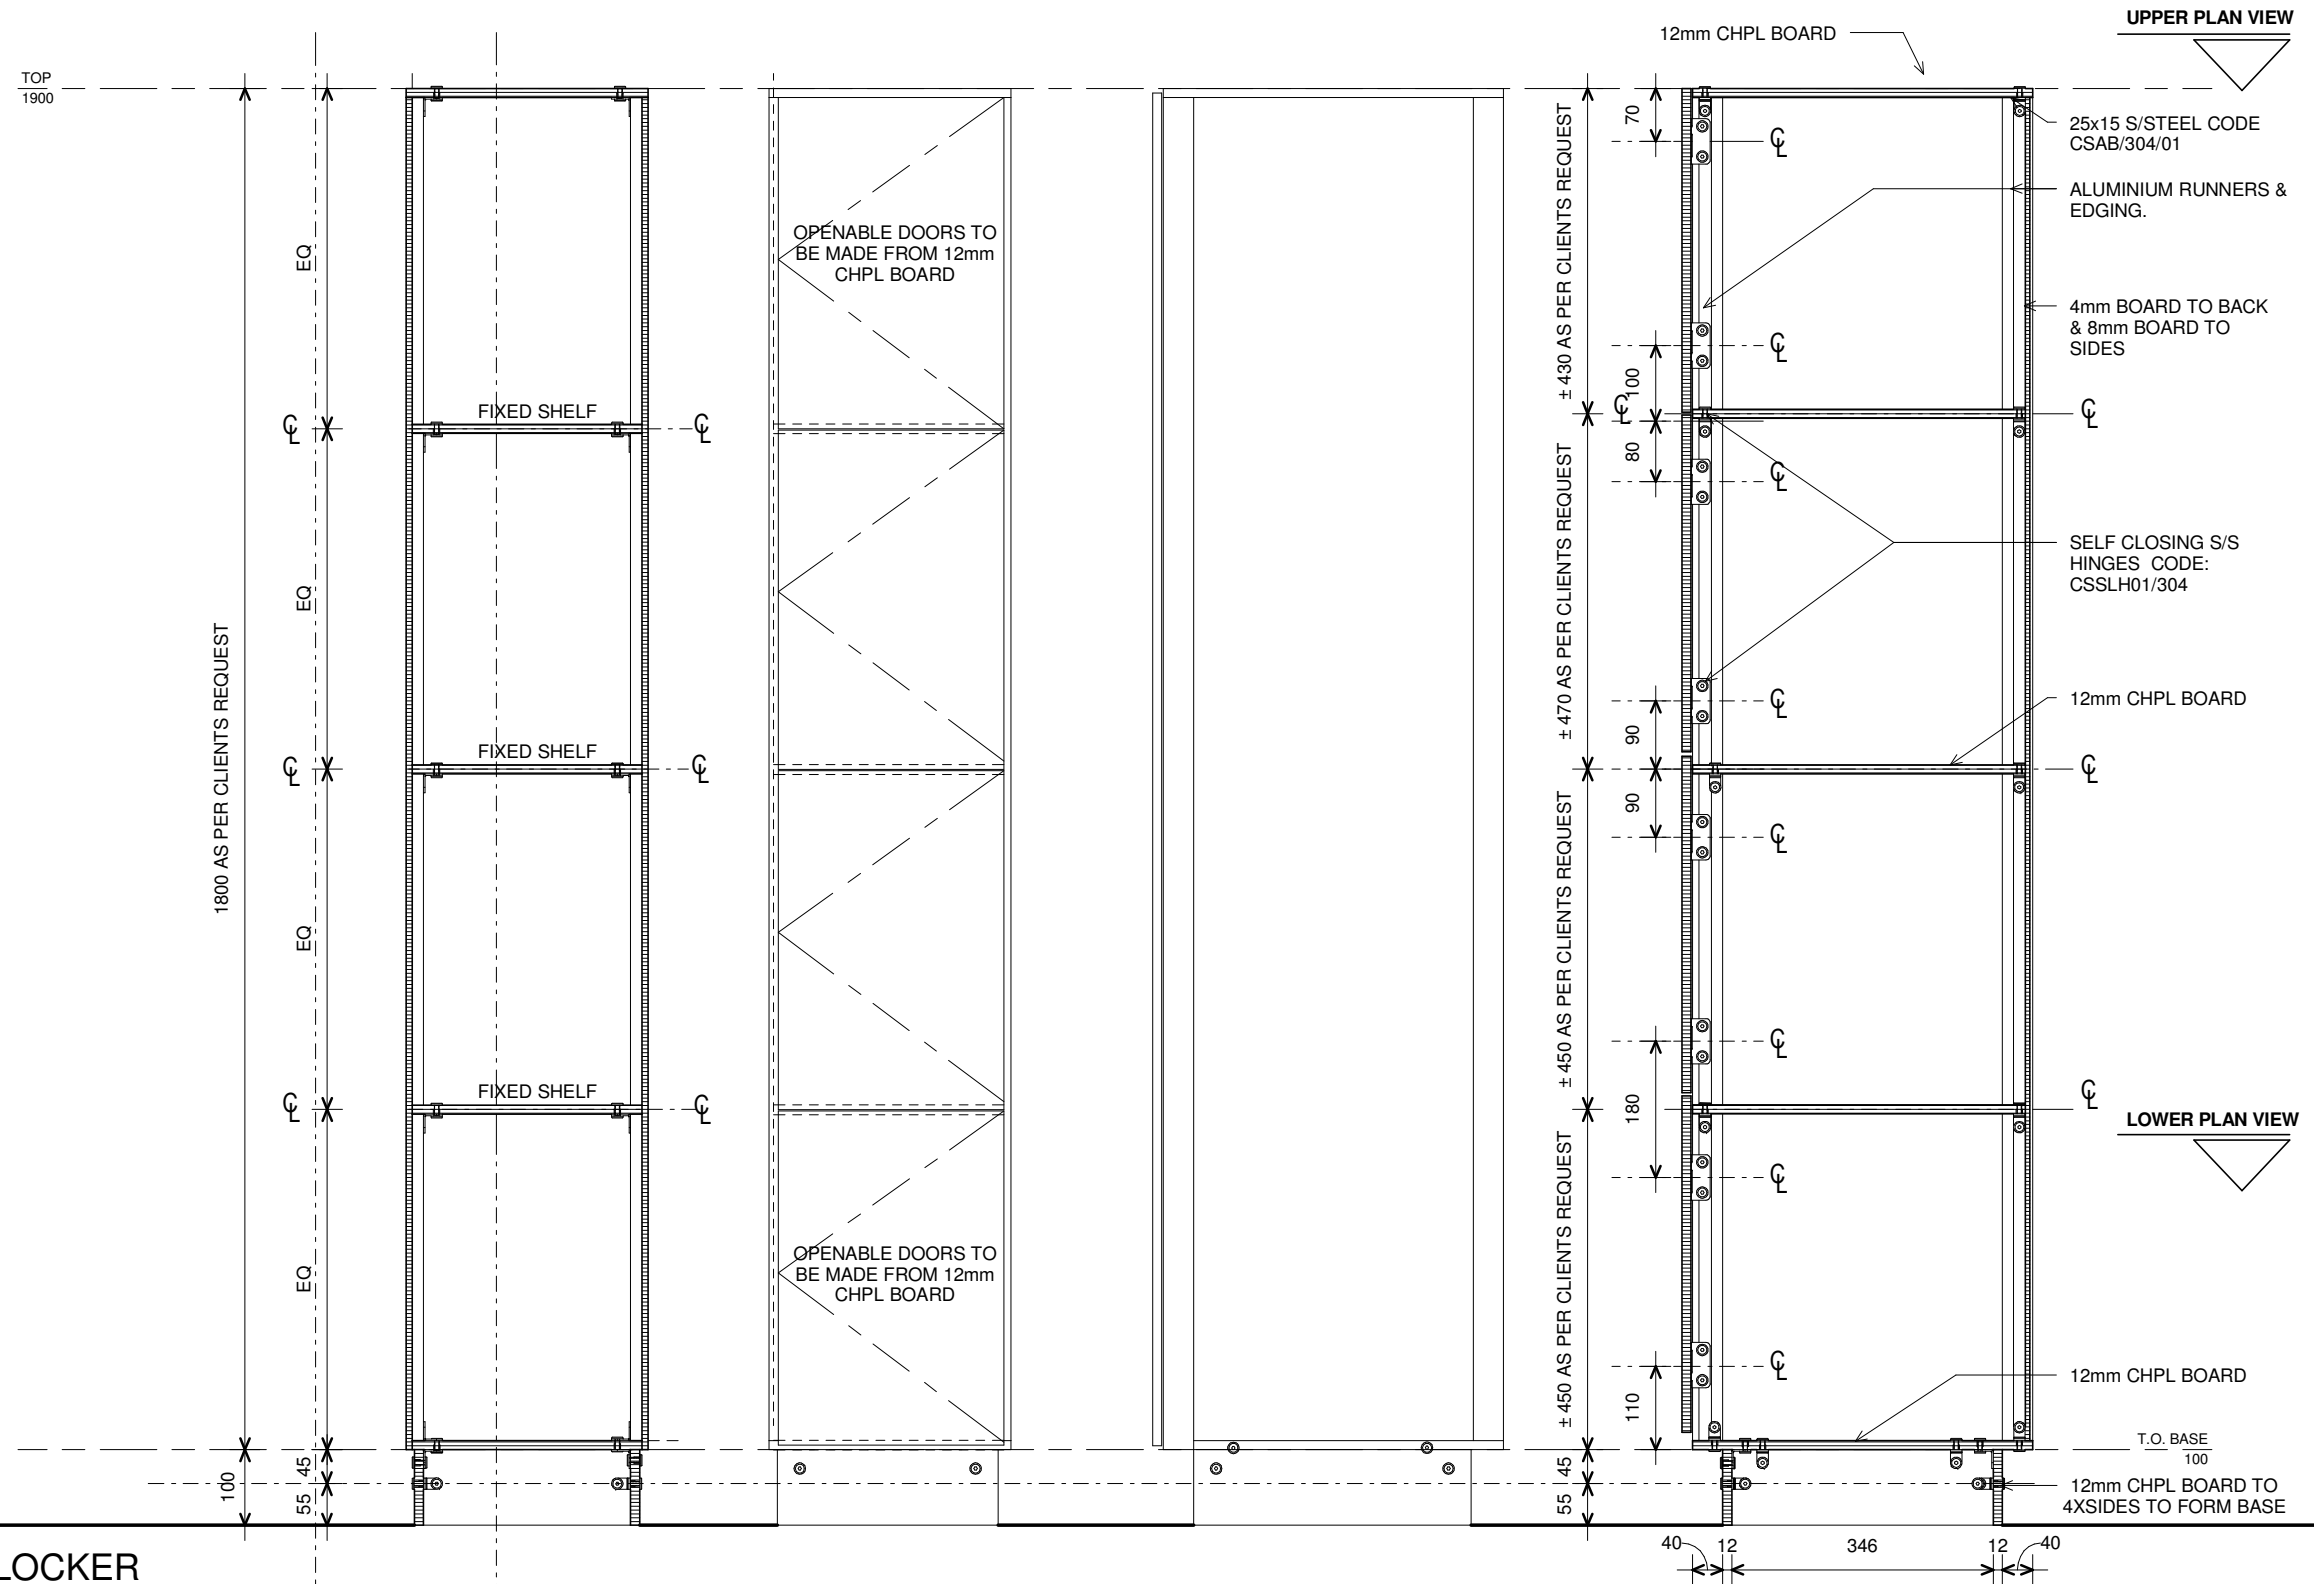 UPPER PLAN VIEW
12mm CHPL BOARD
TOP
1900
25x15 S/STEEL CODE
CSAB/304/01
ALUMINIUM RUNNERS &
EDGING.
4mm BOARD TO BACK
& 8mm BOARD TO
SIDES
SELF CLOSING S/S
HINGES CODE:
CSSLH01/304
12mm CHPL BOARD
LOWER PLAN VIEW
12mm CHPL BOARD
T.O. BASE
100
12mm CHPL BOARD TO
4XSIDES TO FORM BASE
1800 AS PER CLIENTS REQUEST
100
EQ
EQ
EQ
EQ
45
55
FIXED SHELF
FIXED SHELF
FIXED SHELF
℄
℄
℄
℄
℄
℄
OPENABLE DOORS TO
BE MADE FROM 12mm
CHPL BOARD
OPENABLE DOORS TO
BE MADE FROM 12mm
CHPL BOARD
± 430 AS PER CLIENTS REQUEST
± 470 AS PER CLIENTS REQUEST
± 450 AS PER CLIENTS REQUEST
± 450 AS PER CLIENTS REQUEST
45
55
70
100
80
90
90
180
110
℄
℄
℄
℄
℄
℄
℄
℄
℄
℄
℄
℄
40
12
346
12
40
LOCKER